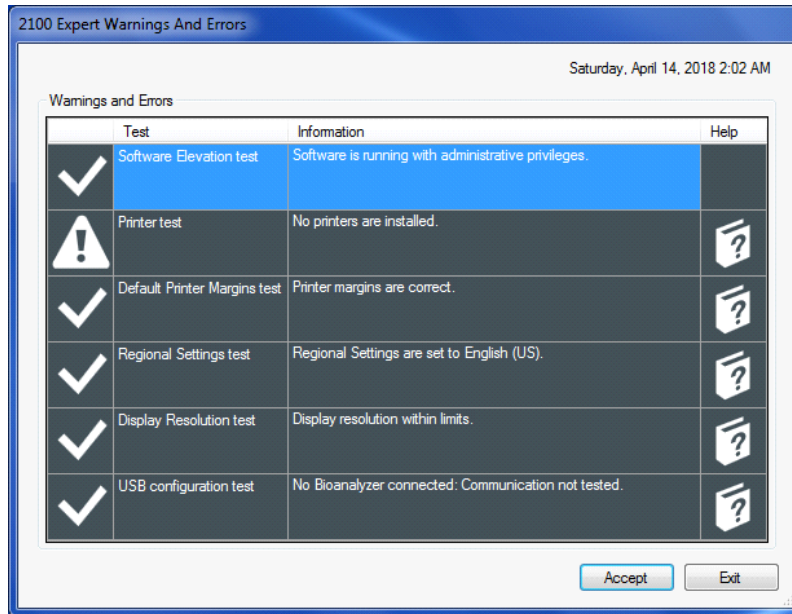 2100 Expert Warnings And Errors
Saturday, April 14, 2018 2:02 AM
Warnings and Errors
Test Information Help
Software Elevation test Software is running with administrative privileges.
Printer test No printers are installed.
Default Printer Margins test Printer margins are correct.
Regional Settings test Regional Settings are set to English (US).
Display Resolution test Display resolution within limits.
USB configuration test No Bioanalyzer connected: Communication not tested.
Accept Exit